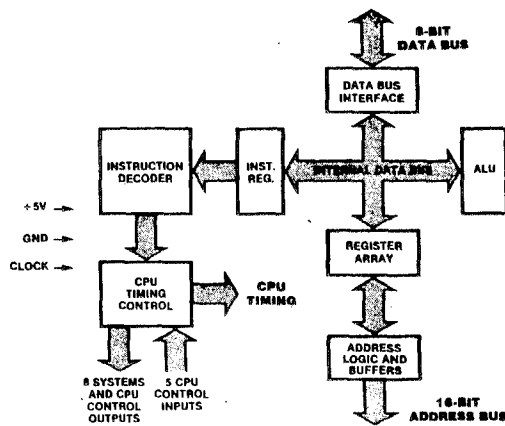 8-BIT
DATA BUS
DATA BUS
INTERFACE
INSTRUCTION
DECODER
INST.
REG.
INTERNAL DATA BUS
ALU
+5V
GND
CLOCK
REGISTER
ARRAY
CPU
TIMING
CONTROL
CPU
TIMING
ADDRESS
LOGIC AND
BUFFERS
8 SYSTEMS
AND CPU
CONTROL
OUTPUTS
5 CPU
CONTROL
INPUTS
16-BIT
ADDRESS BUS